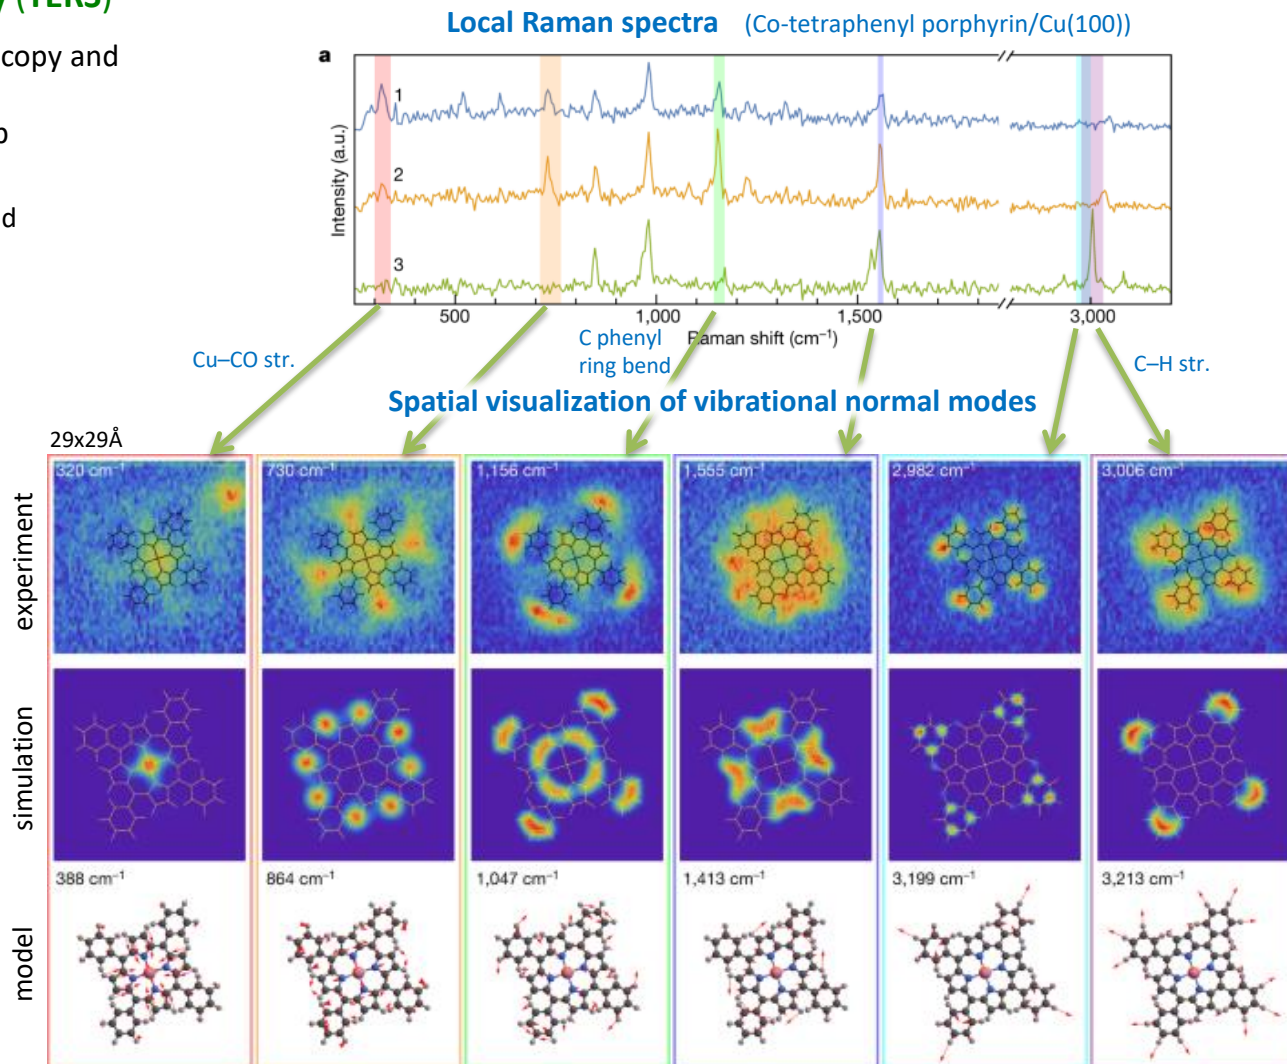 (TERS)
Local Raman spectra (Co-tetraphenyl porphyrin/Cu(100))
copy and
a
1
2
3
Intensity (a.u.)
500 1,000 1,500 3,000
Raman shift (cm⁻¹)
Cu–CO str.
C phenyl
ring bend
C–H str.
Spatial visualization of vibrational normal modes
29x29Å
320 cm⁻¹ 730 cm⁻¹ 1,156 cm⁻¹ 1,555 cm⁻¹ 2,982 cm⁻¹ 3,006 cm⁻¹
experiment
simulation
388 cm⁻¹ 864 cm⁻¹ 1,047 cm⁻¹ 1,413 cm⁻¹ 3,199 cm⁻¹ 3,213 cm⁻¹
model